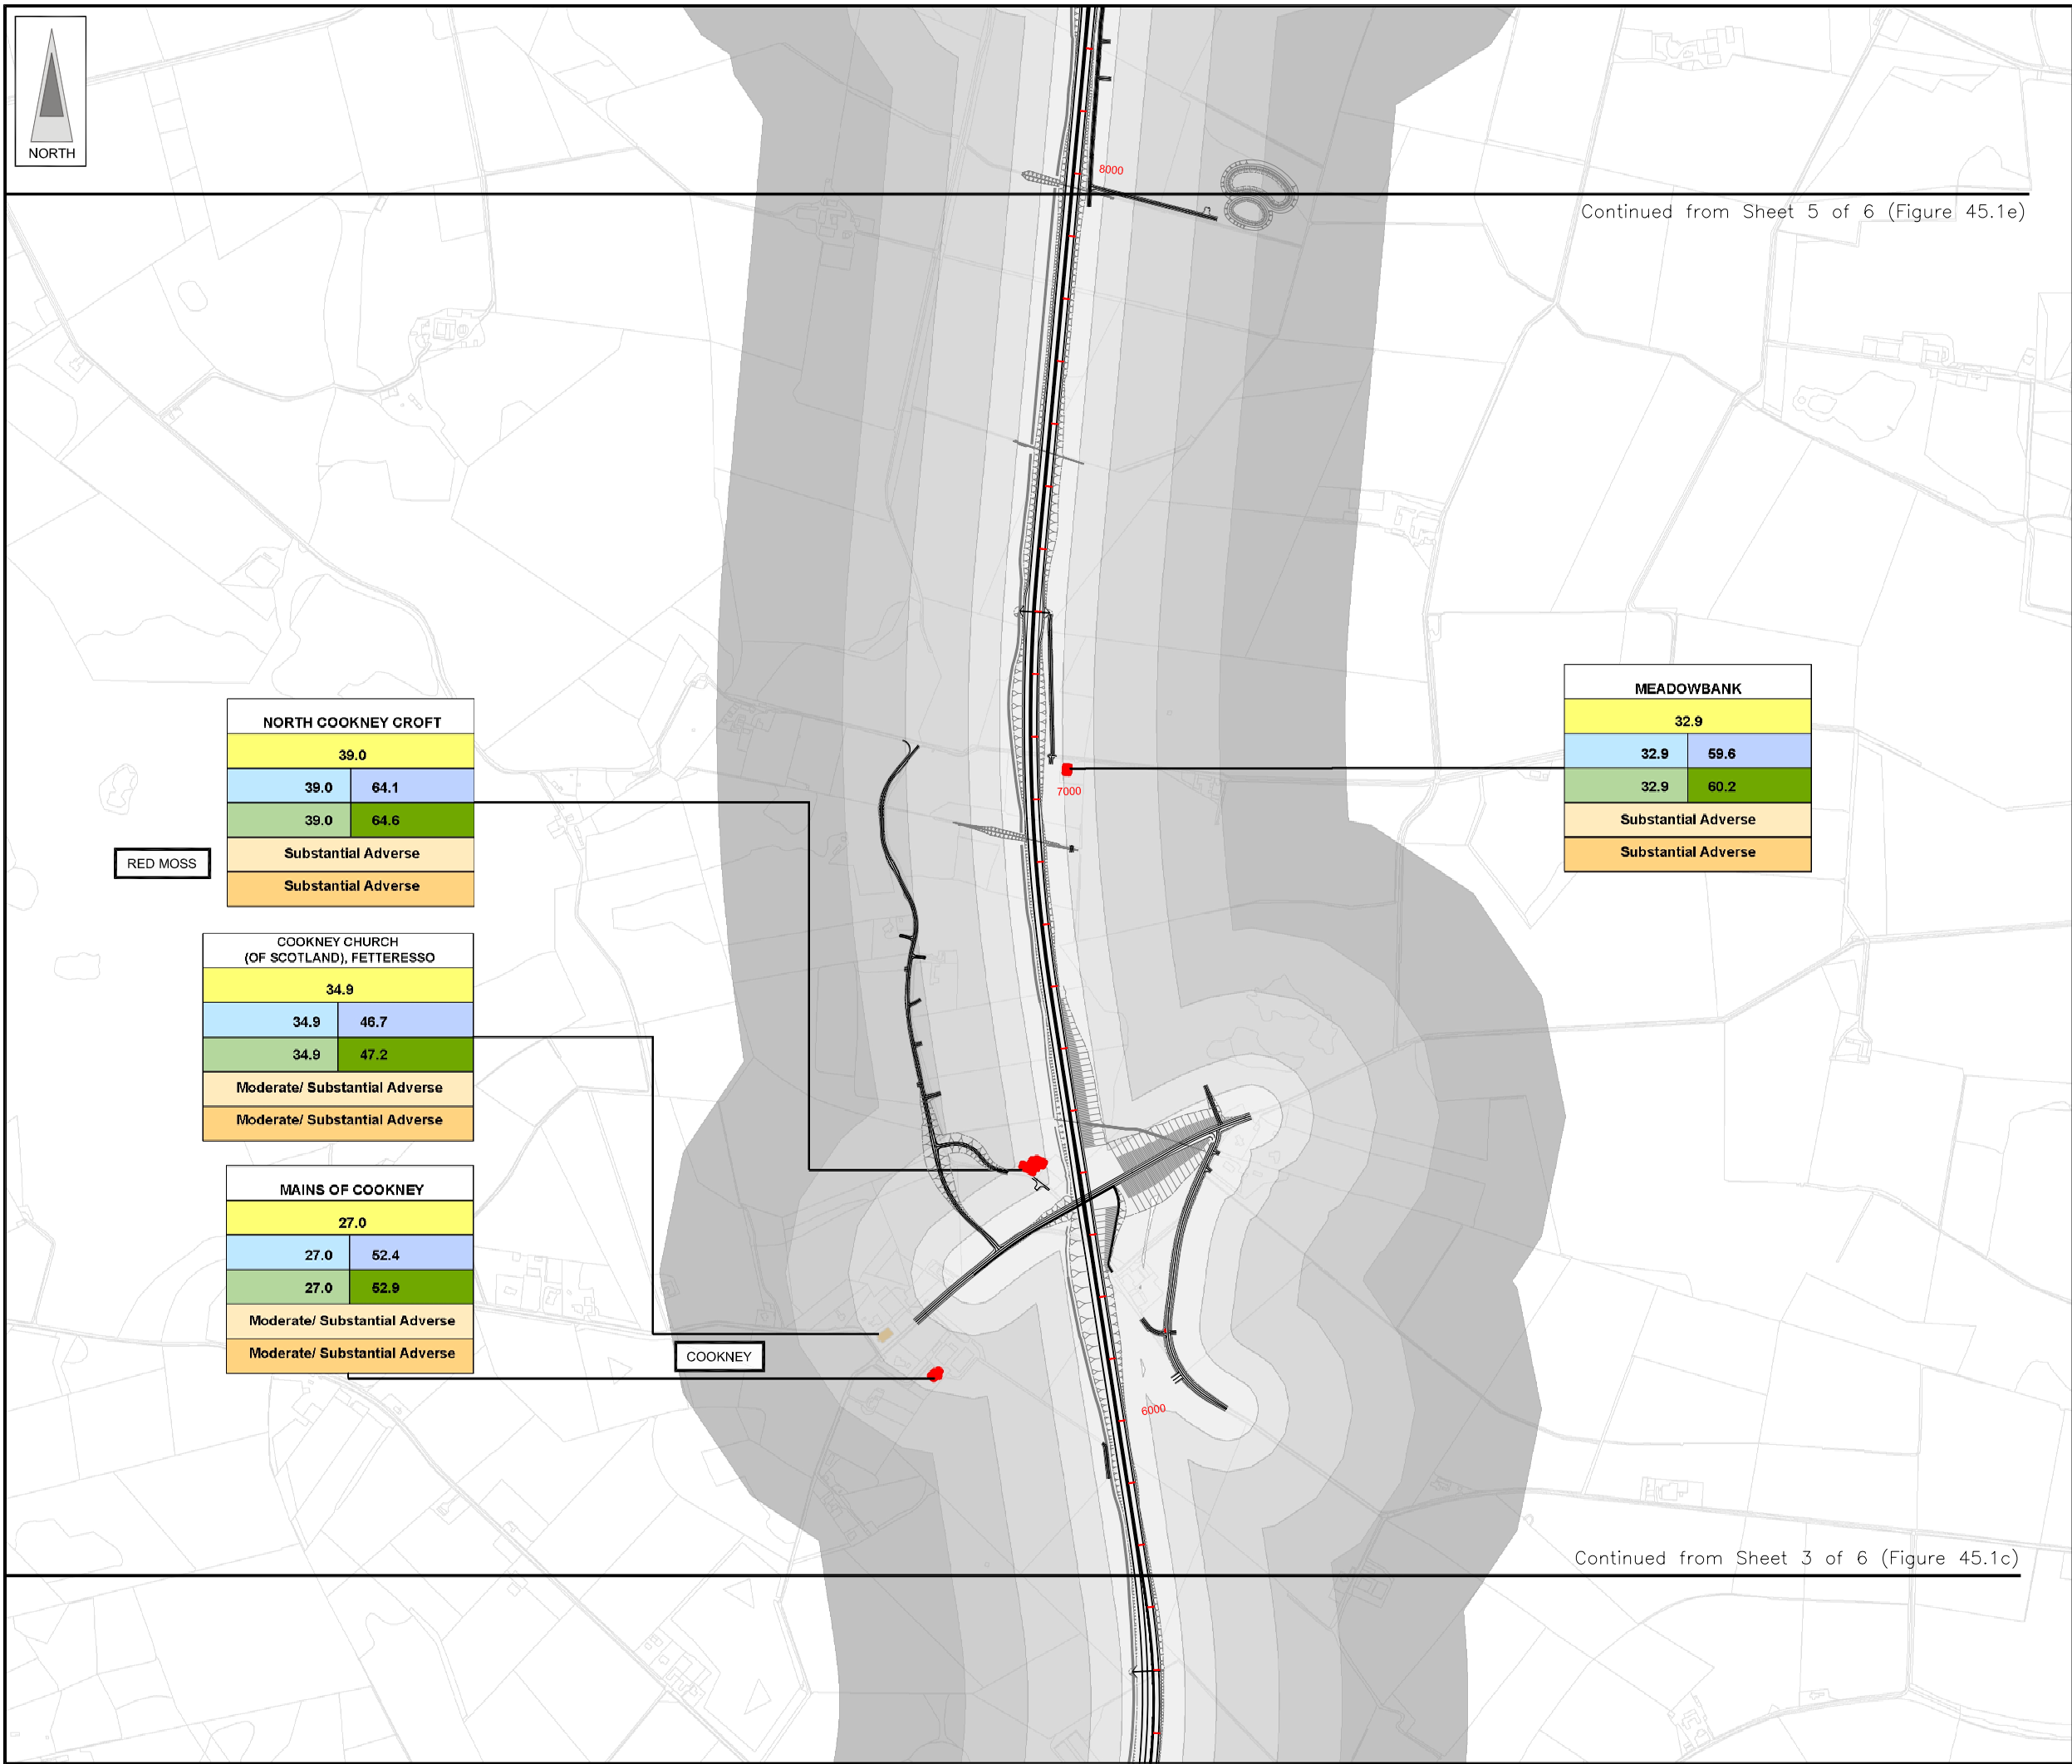 NORTH
8000
Continued from Sheet 5 of 6 (Figure 45.1e)
MEADOWBANK
32.9
32.9 59.6
32.9 60.2
Substantial Adverse
Substantial Adverse
NORTH COOKNEY CROFT
39.0
39.0 64.1
39.0 64.6
Substantial Adverse
Substantial Adverse
7000
RED MOSS
COOKNEY CHURCH
(OF SCOTLAND), FETTERESSO
34.9
34.9 46.7
34.9 47.2
Moderate/ Substantial Adverse
Moderate/ Substantial Adverse
MAINS OF COOKNEY
27.0
27.0 52.4
27.0 52.9
Moderate/ Substantial Adverse
Moderate/ Substantial Adverse
COOKNEY
6000
Continued from Sheet 3 of 6 (Figure 45.1c)